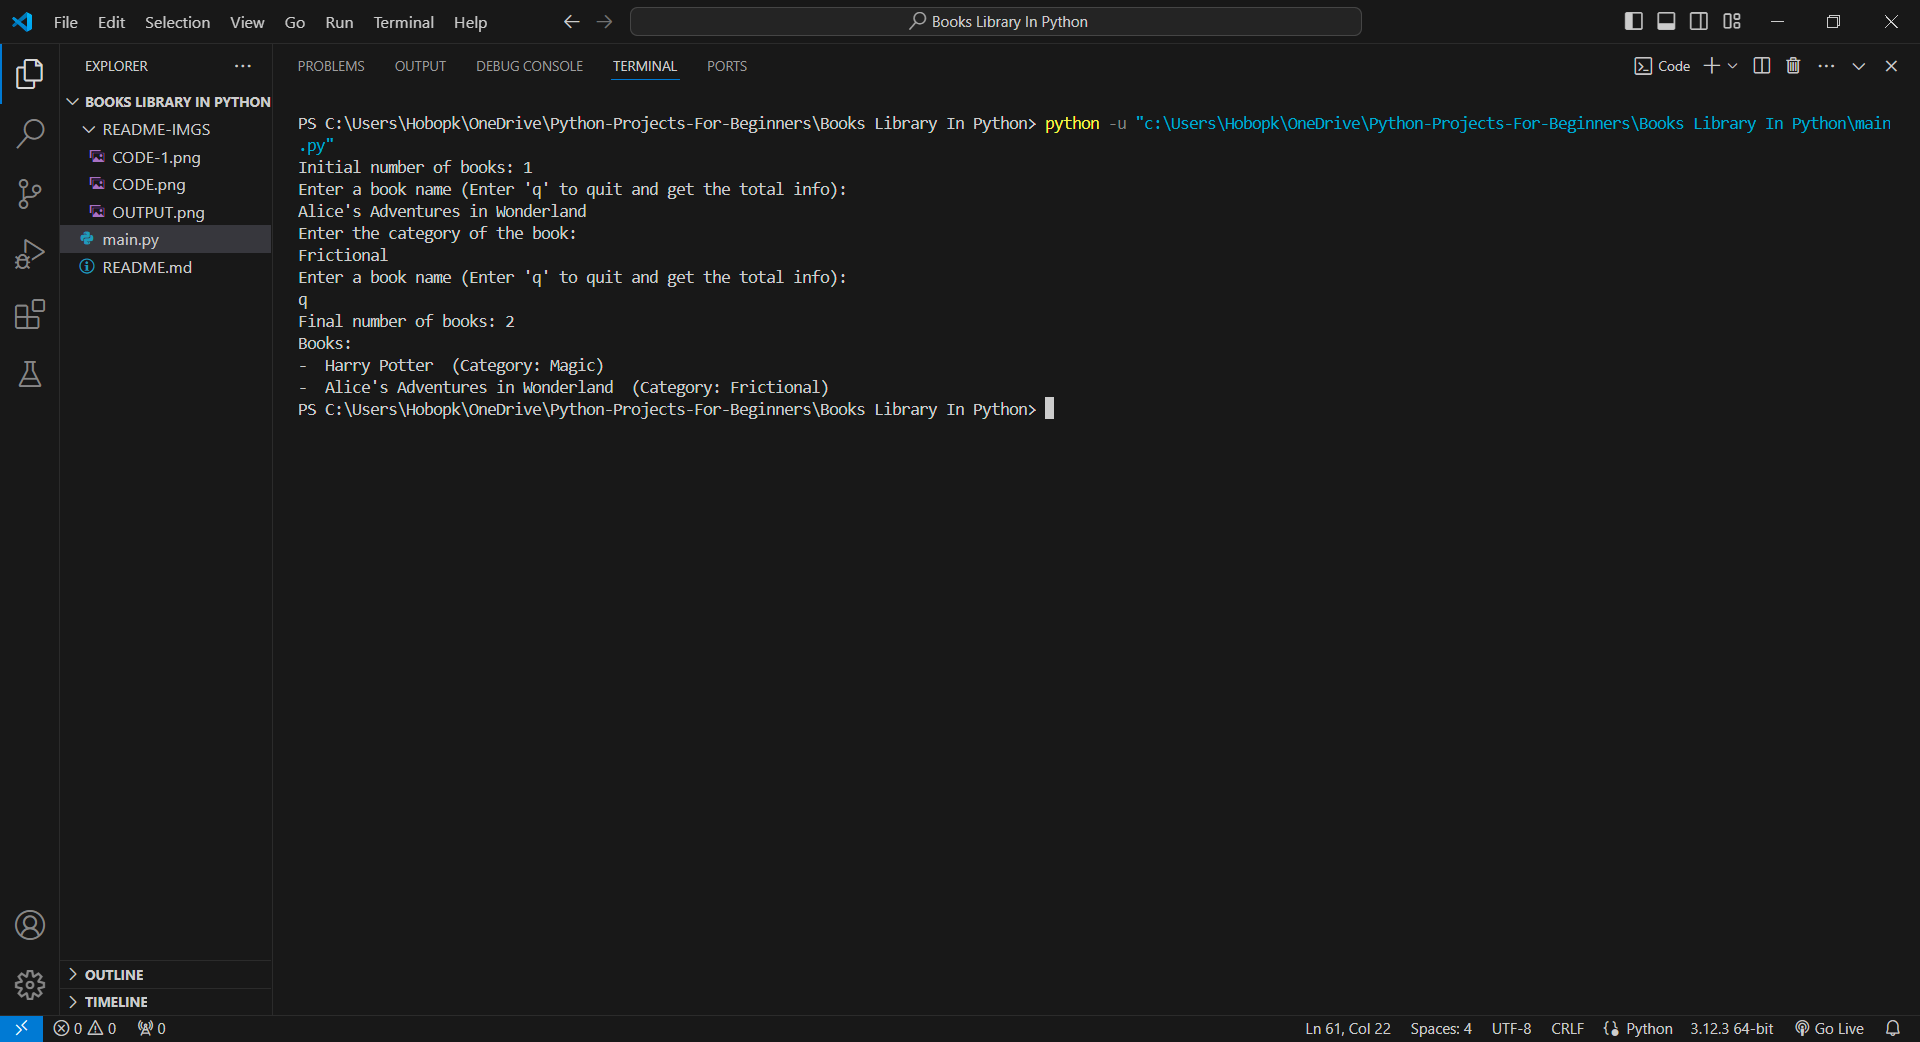 File Edit Selection View Go Run Terminal Help
Books Library In Python
EXPLORER
BOOKS LIBRARY IN PYTHON
README-IMGS
CODE-1.png
CODE.png
OUTPUT.png
main.py
README.md
OUTLINE
TIMELINE
PROBLEMS OUTPUT DEBUG CONSOLE TERMINAL PORTS
Code
PS C:\Users\Hobopk\OneDrive\Python-Projects-For-Beginners\Books Library In Python> python -u "c:\Users\Hobopk\OneDrive\Python-Projects-For-Beginners\Books Library In Python\main
.py"
Initial number of books: 1
Enter a book name (Enter 'q' to quit and get the total info):
Alice's Adventures in Wonderland
Enter the category of the book:
Frictional
Enter a book name (Enter 'q' to quit and get the total info):
q
Final number of books: 2
Books:
-  Harry Potter  (Category: Magic)
-  Alice's Adventures in Wonderland  (Category: Frictional)
PS C:\Users\Hobopk\OneDrive\Python-Projects-For-Beginners\Books Library In Python>
0 0 0 Ln 61, Col 22 Spaces: 4 UTF-8 CRLF Python 3.12.3 64-bit Go Live